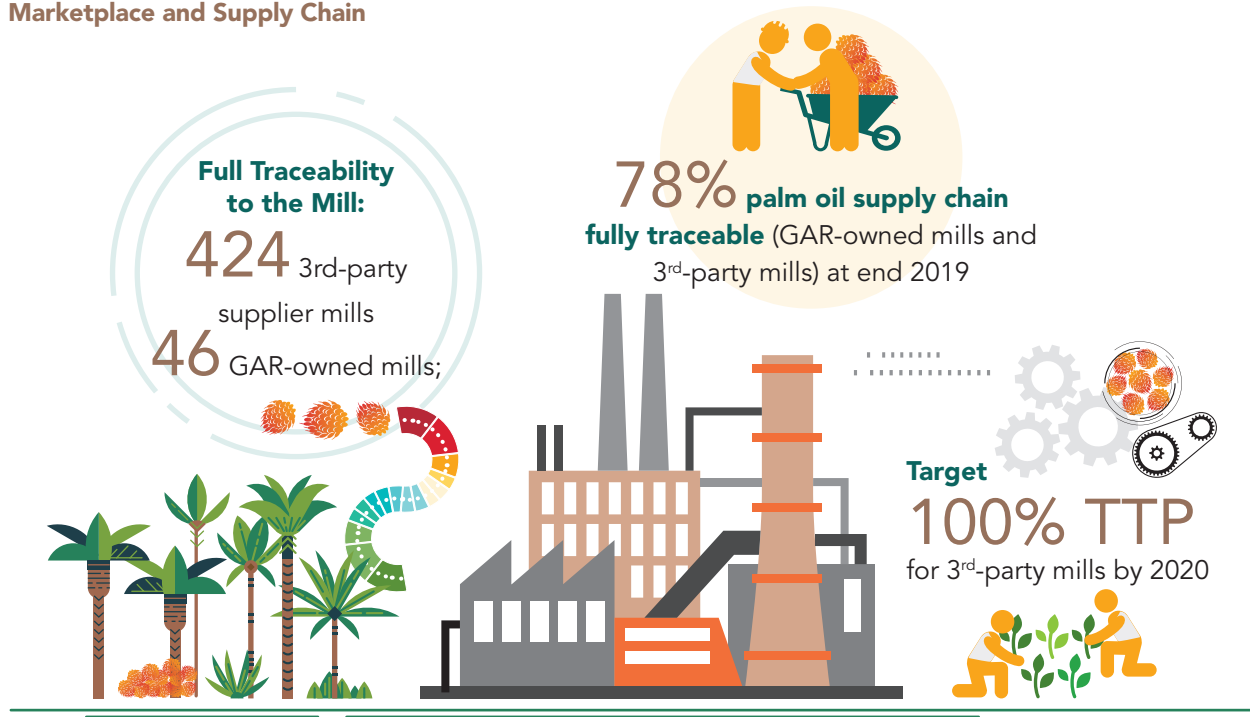 Marketplace and Supply Chain
Full Traceability
to the Mill:
424 3rd-party
supplier mills
46 GAR-owned mills;
78% palm oil supply chain
fully traceable (GAR-owned mills and
3rd-party mills) at end 2019
Target
100% TTP
for 3rd-party mills by 2020